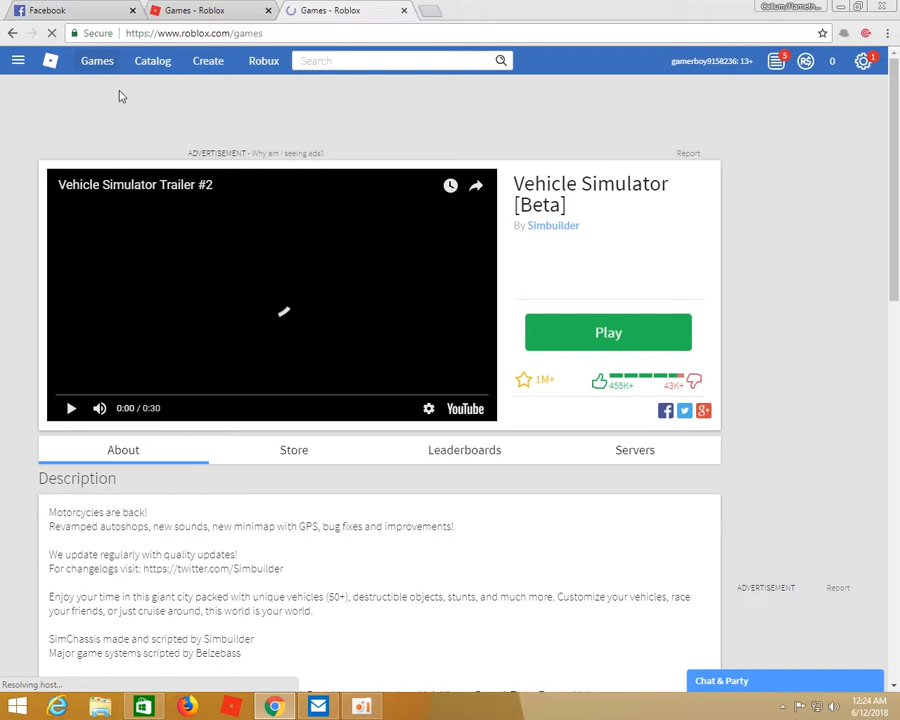 Facebook
Games - Roblox
Games - Roblox
Secure
https://www.roblox.com/games
Games
Catalog
Create
Robux
Search
gamerboy9158236: 13+
5
0
1
ADVERTISEMENT - Why am I seeing ads?
Report
Vehicle Simulator Trailer #2
Vehicle Simulator
[Beta]
By Simbuilder
Play
1M+
455K+
43K+
0:00 / 0:30
YouTube
About
Store
Leaderboards
Servers
Description
Motorcycles are back!
Revamped autoshops, new sounds, new minimap with GPS, bug fixes and improvements!
We update regularly with quality updates!
For changelogs visit: https://twitter.com/Simbuilder
Enjoy your time in this giant city packed with unique vehicles (50+), destructible objects, stunts, and much more. Customize your vehicles, race
your friends, or just cruise around, this world is your world.
SimChassis made and scripted by Simbuilder
Major game systems scripted by Belzebass
ADVERTISEMENT
Report
Resolving host...
Chat & Party
12:24 AM
6/12/2018